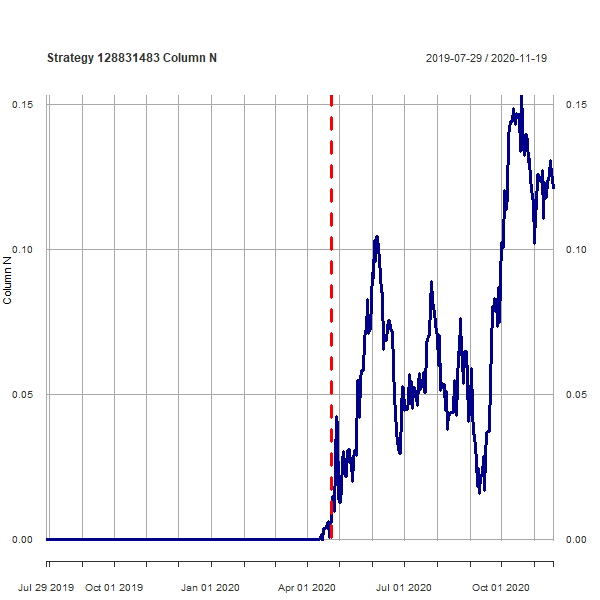 Strategy 128831483 Column N 2019-07-29 / 2020-11-19
0.15 0.15
0.10 0.10
Column N
0.05 0.05
0.00 0.00
Jul 29 2019 Oct 01 2019 Jan 01 2020 Apr 01 2020 Jul 01 2020 Oct 01 2020